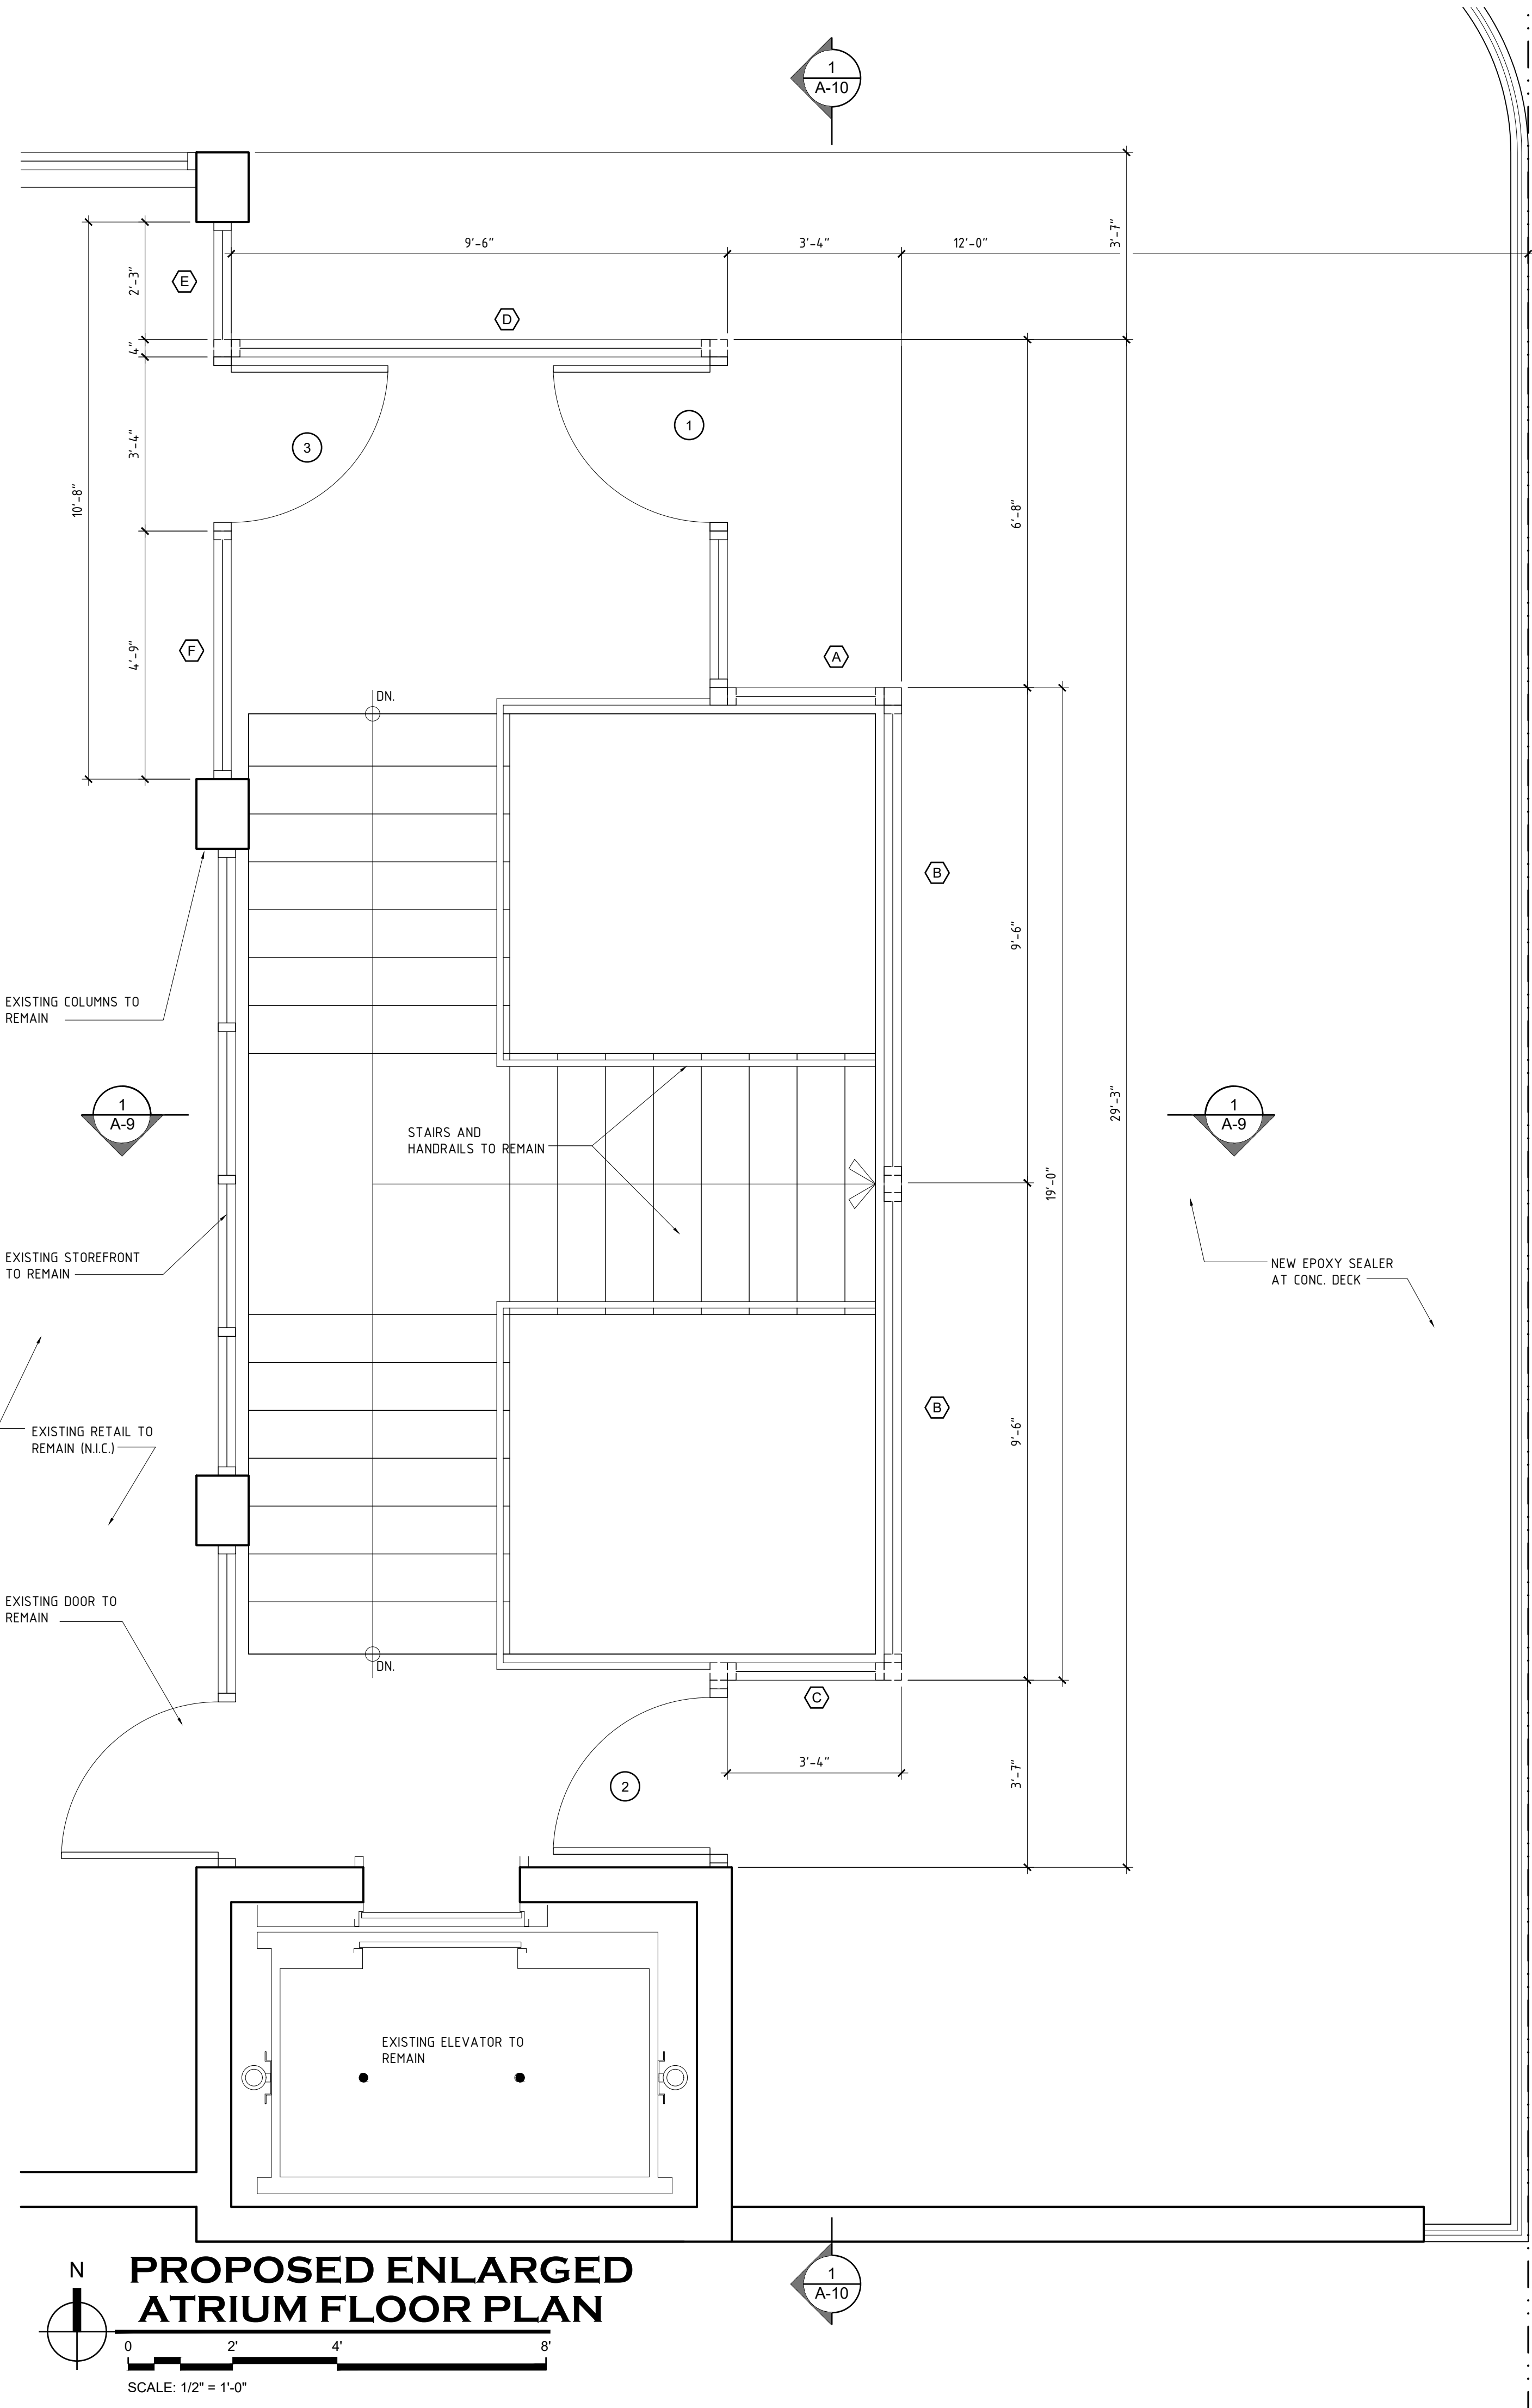 1
A-10
9'-6"
3'-4"
12'-0"
3'-7"
2'-3"
E
D
4"
3'-4"
3
1
10'-8"
6'-8"
4'-9"
F
A
DN.
B
9'-6"
EXISTING COLUMNS TO
REMAIN
1
A-9
STAIRS AND
HANDRAILS TO REMAIN
29'-3"
1
A-9
19'-0"
EXISTING STOREFRONT
TO REMAIN
NEW EPOXY SEALER
AT CONC. DECK
B
9'-6"
EXISTING RETAIL TO
REMAIN (N.I.C.)
EXISTING DOOR TO
REMAIN
DN.
C
3'-4"
3'-7"
2
EXISTING ELEVATOR TO
REMAIN
N
PROPOSED ENLARGED
ATRIUM FLOOR PLAN
0 2' 4' 8'
SCALE: 1/2" = 1'-0"
1
A-10